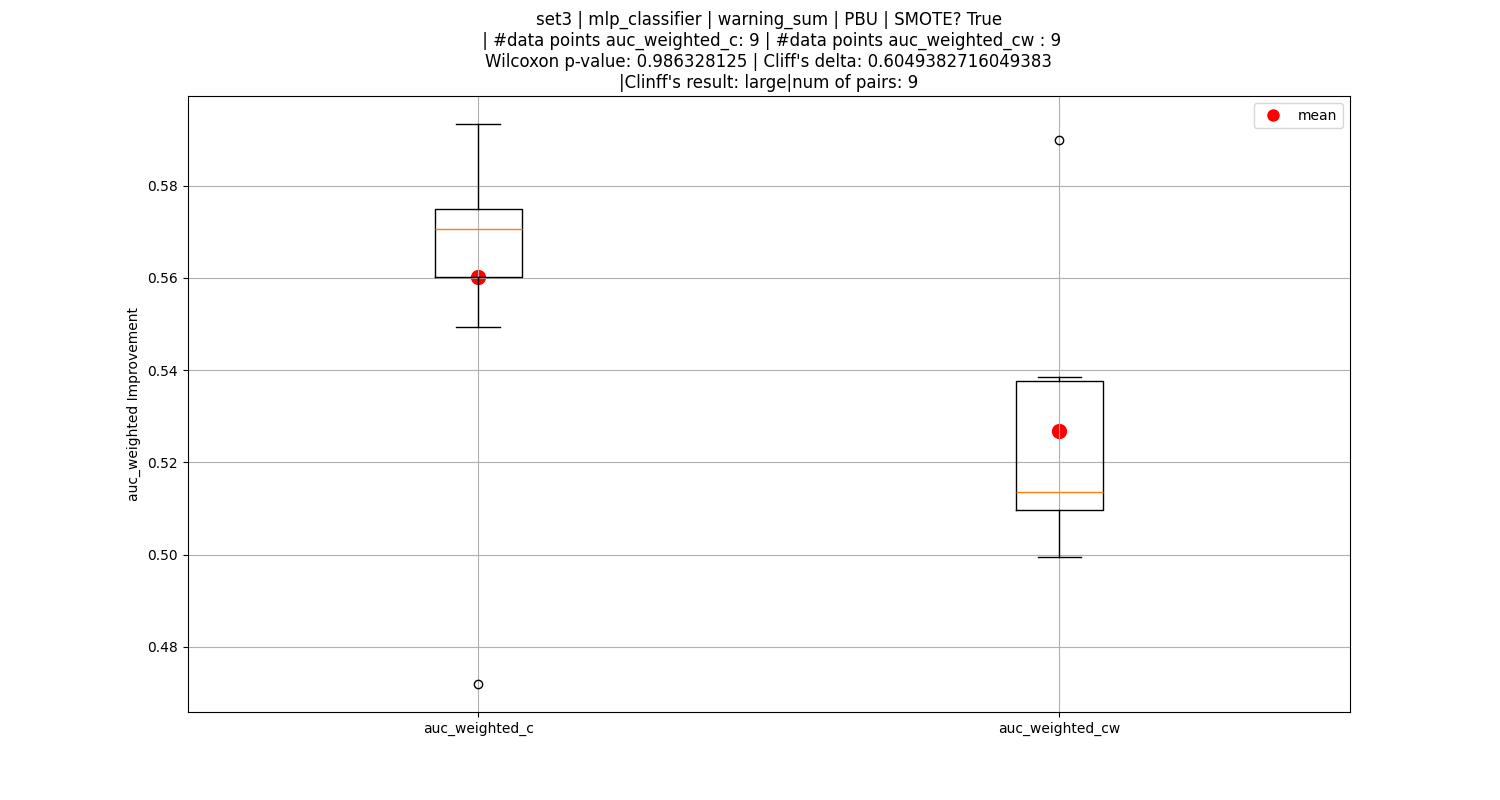 set3 | mlp_classifier | warning_sum | PBU | SMOTE? True
| #data points auc_weighted_c: 9 | #data points auc_weighted_cw : 9
Wilcoxon p-value: 0.986328125 | Cliff's delta: 0.6049382716049383
|Clinff's result: large|num of pairs: 9
mean
0.58
0.56
0.54
0.52
0.50
0.48
auc_weighted Improvement
auc_weighted_c
auc_weighted_cw